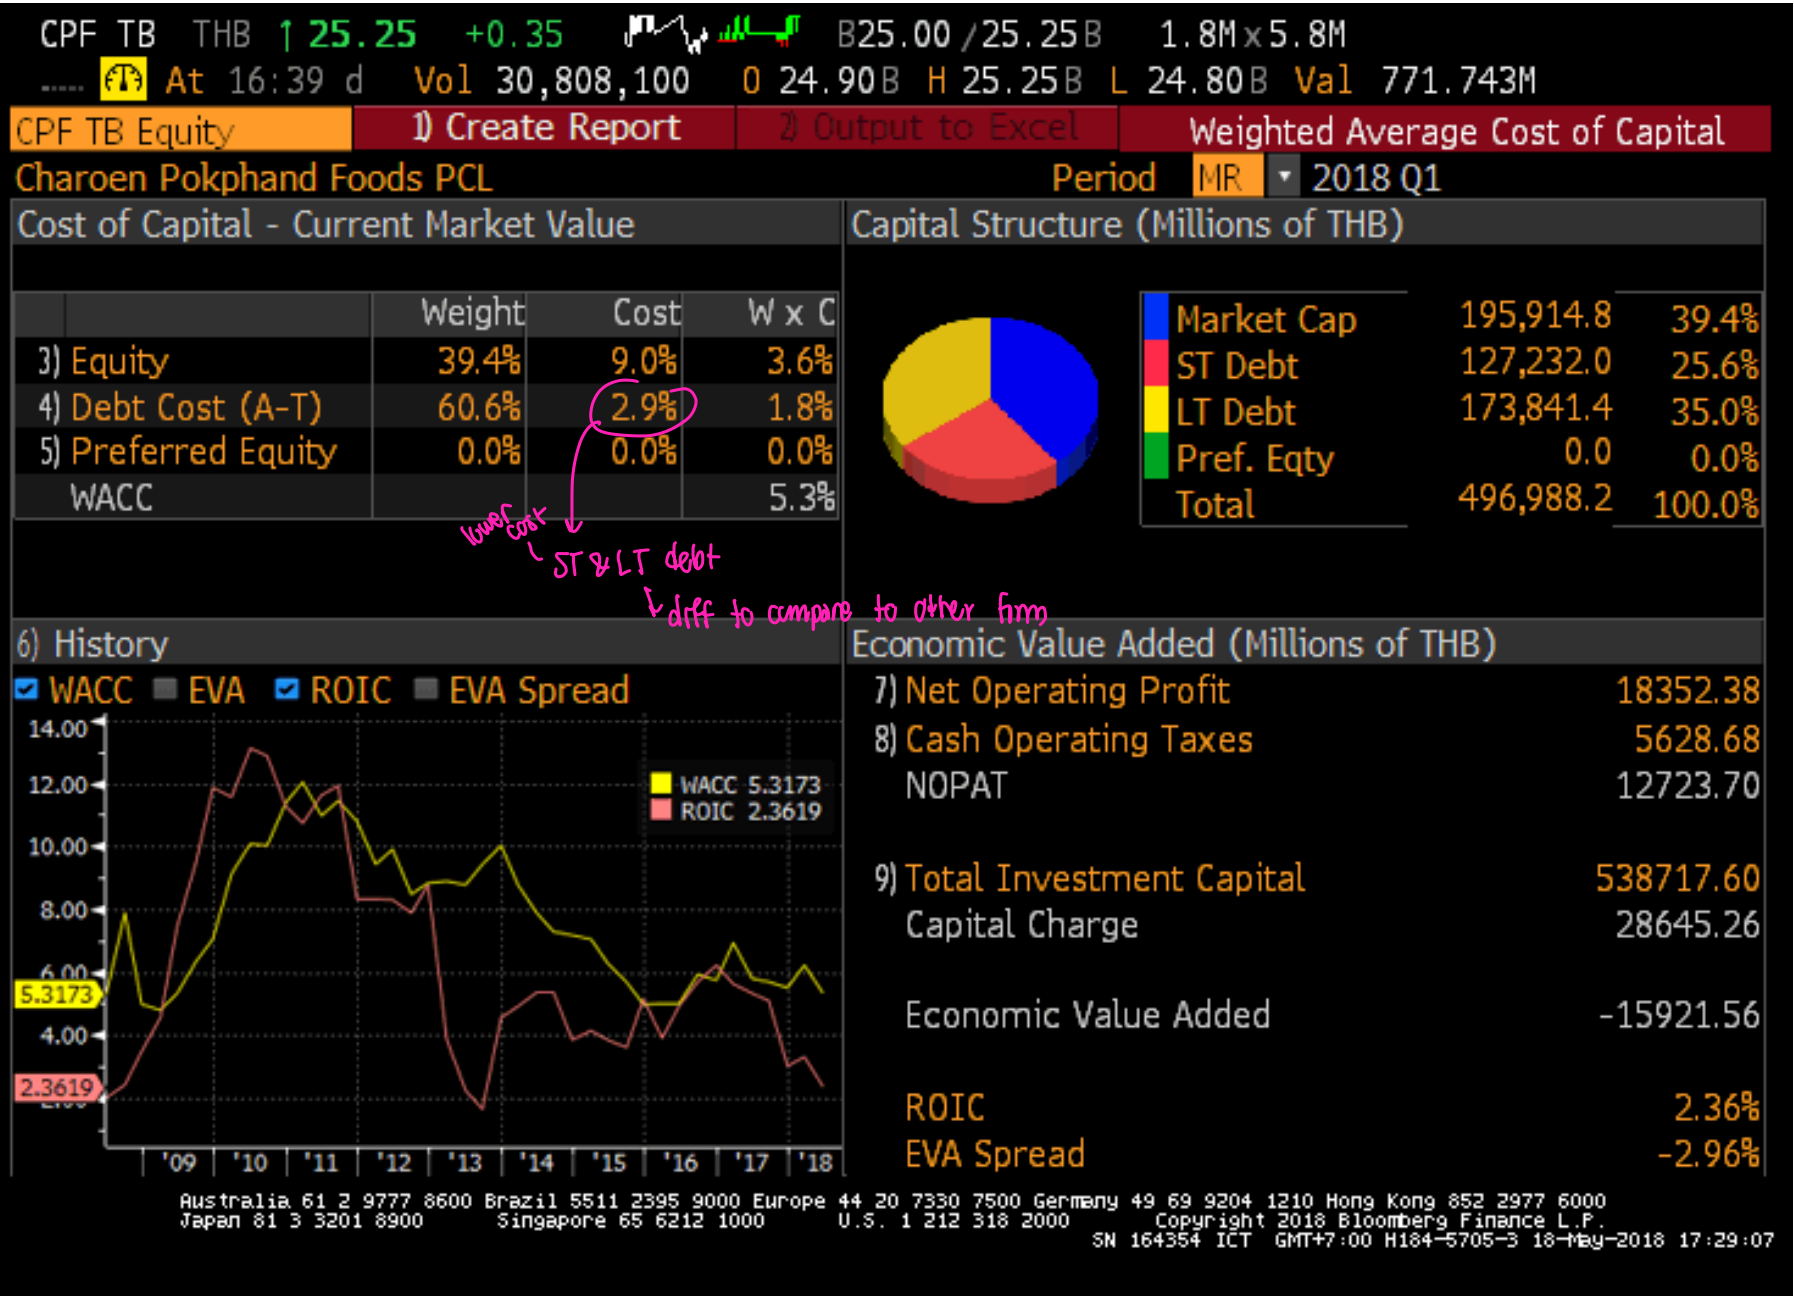 CPF TB THB ↑ 25.25 +0.35 B25.00 / 25.25B 1.8M x 5.8M
At 16:39 d Vol 30,808,100 O 24.90B H 25.25B L 24.80B Val 771.743M
CPF TB Equity 1) Create Report 2) Output to Excel Weighted Average Cost of Capital
Charoen Pokphand Foods PCL Period MR 2018 Q1
Cost of Capital - Current Market Value
Weight Cost W x C
3) Equity 39.4% 9.0% 3.6%
4) Debt Cost (A-T) 60.6% 2.9% 1.8%
5) Preferred Equity 0.0% 0.0% 0.0%
WACC 5.3%
lower cost
ST & LT debt
diff to compare to other firm
Capital Structure (Millions of THB)
Market Cap 195,914.8 39.4%
ST Debt 127,232.0 25.6%
LT Debt 173,841.4 35.0%
Pref. Eqty 0.0 0.0%
Total 496,988.2 100.0%
6) History
WACC EVA ROIC EVA Spread
14.00
12.00
10.00
8.00
6.00
5.3173
4.00
2.3619
2.00
WACC 5.3173
ROIC 2.3619
'09 '10 '11 '12 '13 '14 '15 '16 '17 '18
Economic Value Added (Millions of THB)
7) Net Operating Profit 18352.38
8) Cash Operating Taxes 5628.68
NOPAT 12723.70
9) Total Investment Capital 538717.60
Capital Charge 28645.26
Economic Value Added -15921.56
ROIC 2.36%
EVA Spread -2.96%
Australia 61 2 9777 8600 Brazil 5511 2395 9000 Europe 44 20 7330 7500 Germany 49 69 9204 1210 Hong Kong 852 2977 6000
Japan 81 3 3201 8900 Singapore 65 6212 1000 U.S. 1 212 318 2000 Copyright 2018 Bloomberg Finance L.P.
SN 164354 ICT GMT+7:00 H184-5705-3 18-May-2018 17:29:07